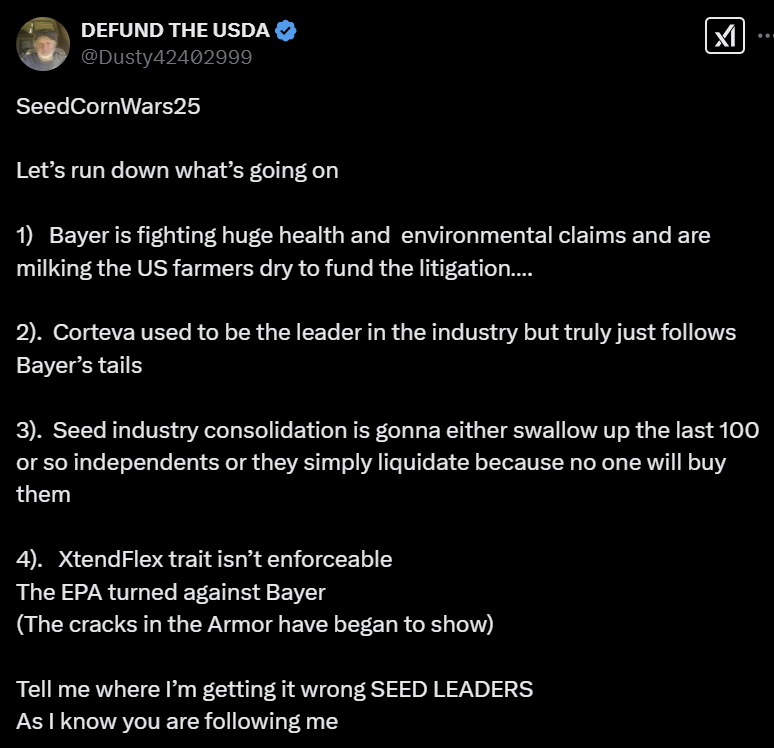 DEFUND THE USDA
@Dusty42402999
SeedCornWars25
Let's run down what's going on
1)   Bayer is fighting huge health and  environmental claims and are
milking the US farmers dry to fund the litigation....
2).  Corteva used to be the leader in the industry but truly just follows
Bayer's tails
3).  Seed industry consolidation is gonna either swallow up the last 100
or so independents or they simply liquidate because no one will buy
them
4).   XtendFlex trait isn't enforceable
The EPA turned against Bayer
(The cracks in the Armor have began to show)
Tell me where I'm getting it wrong SEED LEADERS
As I know you are following me